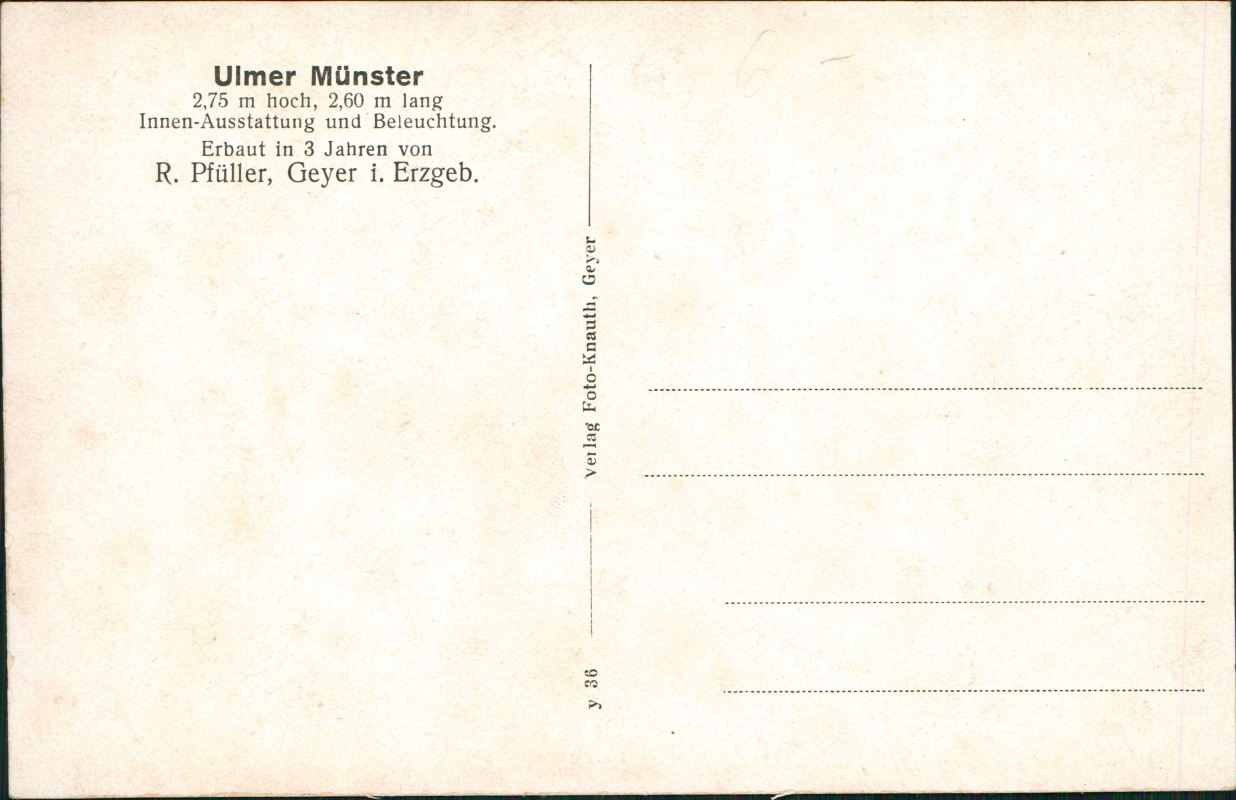 Ulmer Münster
2,75 m hoch, 2,60 m lang
Innen-Ausstattung und Beleuchtung.
Erbaut in 3 Jahren von
R. Pfüller, Geyer i. Erzgeb.
Verlag Foto-Knauth, Geyer
y 36
6 –